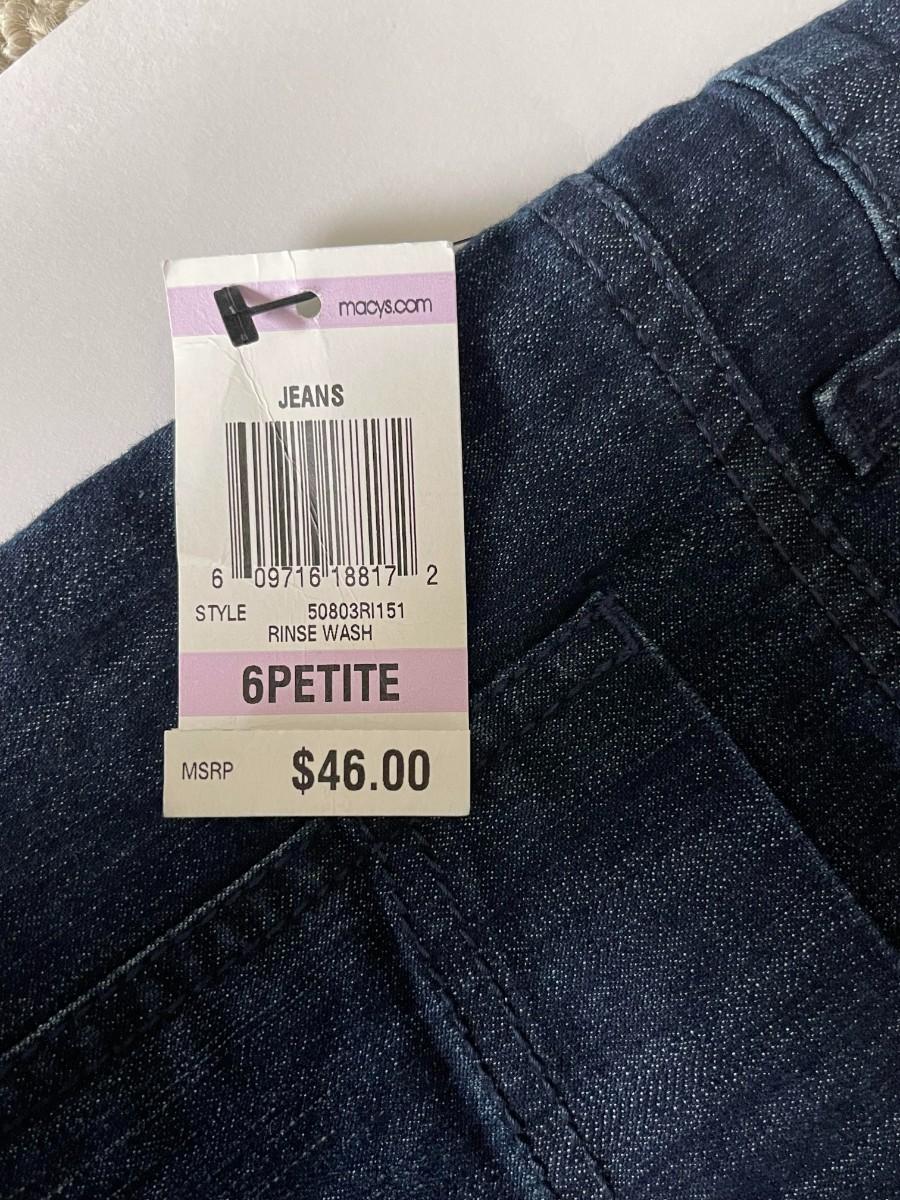 macys.com
JEANS
6 09716 18817 2
STYLE 50803RI151
RINSE WASH
6PETITE
MSRP $46.00